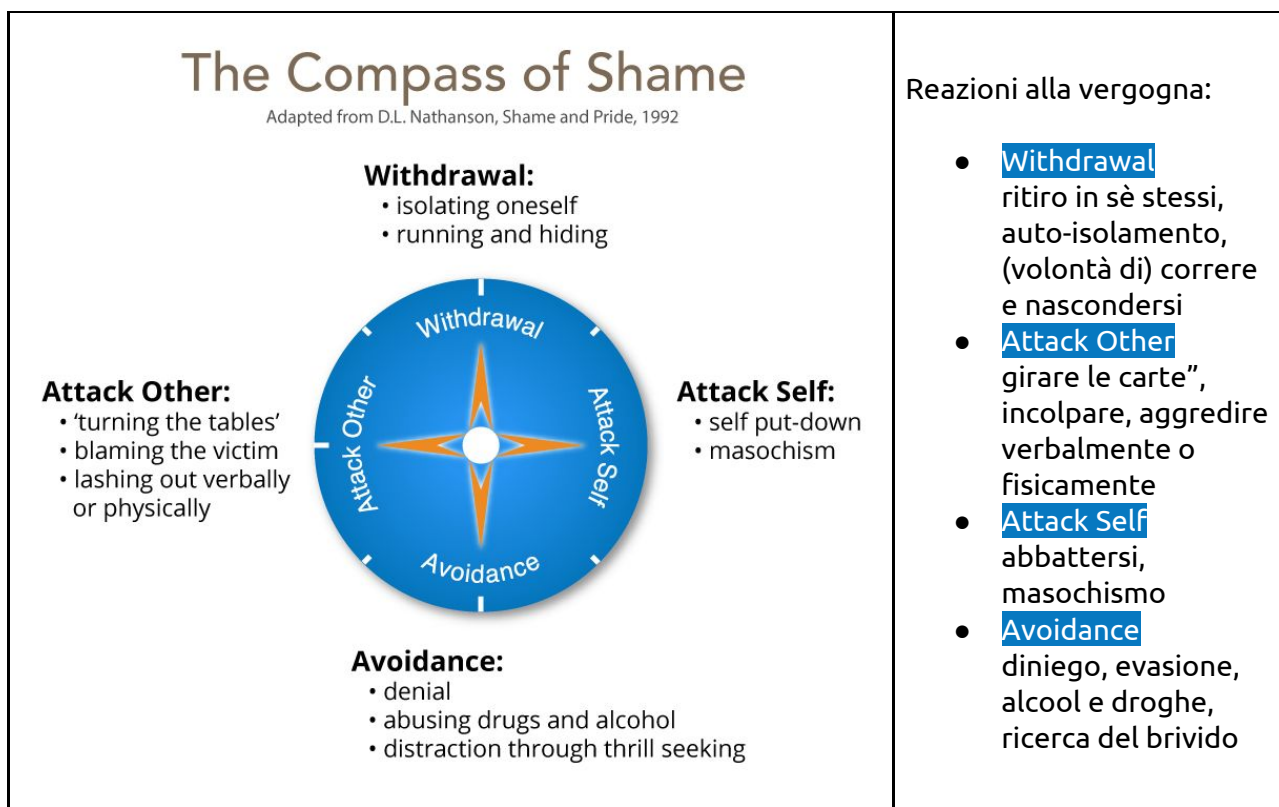 The Compass of Shame
Adapted from D.L. Nathanson, Shame and Pride, 1992
Withdrawal:
• isolating oneself
• running and hiding
Attack Other:
• ‘turning the tables’
• blaming the victim
• lashing out verbally
or physically
Withdrawal
Attack Other
Attack Self
Avoidance
Attack Self:
• self put-down
• masochism
Avoidance:
• denial
• abusing drugs and alcohol
• distraction through thrill seeking
Reazioni alla vergogna:
● Withdrawal
ritiro in sè stessi,
auto-isolamento,
(volontà di) correre
e nascondersi
● Attack Other
girare le carte”,
incolpare, aggredire
verbalmente o
fisicamente
● Attack Self
abbattersi,
masochismo
● Avoidance
diniego, evasione,
alcool e droghe,
ricerca del brivido